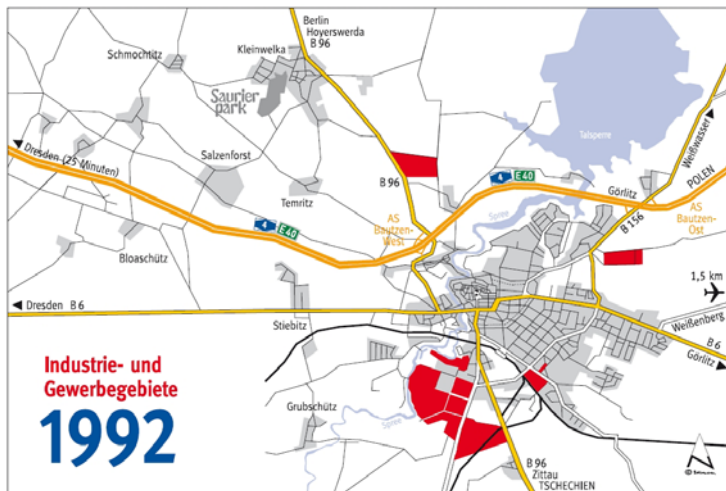 Berlin
Hoyerswerda
B 96
Schmochtitz
Kleinwelka
Saurier
park
Talsperre
Weißwasser
Dresden (25 Minuten)
Salzenforst
B 96
4 E 40
Görlitz
POLEN
Temritz
Spree
AS
Bautzen-
West
AS
Bautzen-
Ost
B 156
4 E 40
Bloaschütz
1,5 km
Dresden B 6
Stiebitz
Weißenberg
B 6
Görlitz
Industrie- und
Gewerbegebiete
1992
Grubschütz
Spree
B 96
Zittau
TSCHECHIEN
N